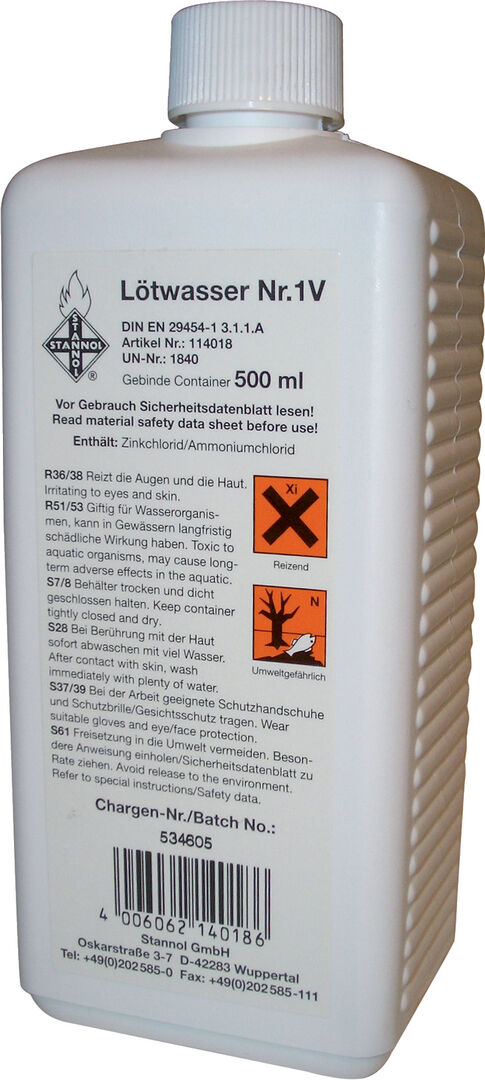 STANNOL
STANNOL
®
Lötwasser Nr.1V
DIN EN 29454-1 3.1.1.A
Artikel Nr.: 114018
UN-Nr.: 1840
Gebinde Container 500 ml
Vor Gebrauch Sicherheitsdatenblatt lesen!
Read material safety data sheet before use!
Enthält: Zinkchlorid/Ammoniumchlorid
R36/38 Reizt die Augen und die Haut.
Irritating to eyes and skin.
R51/53 Giftig für Wasserorganis-
men, kann in Gewässern langfristig
schädliche Wirkung haben. Toxic to
aquatic organisms, may cause long-
term adverse effects in the aquatic.
S7/8 Behälter trocken und dicht
geschlossen halten. Keep container
tightly closed and dry.
S28 Bei Berührung mit der Haut
sofort abwaschen mit viel Wasser.
After contact with skin, wash
immediately with plenty of water.
Xi
Reizend
N
Umweltgefährlich
S37/39 Bei der Arbeit geeignete Schutzhandschuhe
und Schutzbrille/Gesichtsschutz tragen. Wear
suitable gloves and eye/face protection.
S61 Freisetzung in die Umwelt vermeiden. Beson-
dere Anweisung einholen/Sicherheitsdatenblatt zu
Rate ziehen. Avoid release to the environment.
Refer to special instructions/Safety data.
Chargen-Nr./Batch No.:
534605
4 006062 140186
Stannol GmbH
Oskarstraße 3-7 D-42283 Wuppertal
Tel: +49(0)202 585-0 Fax: +49(0)202 585-111